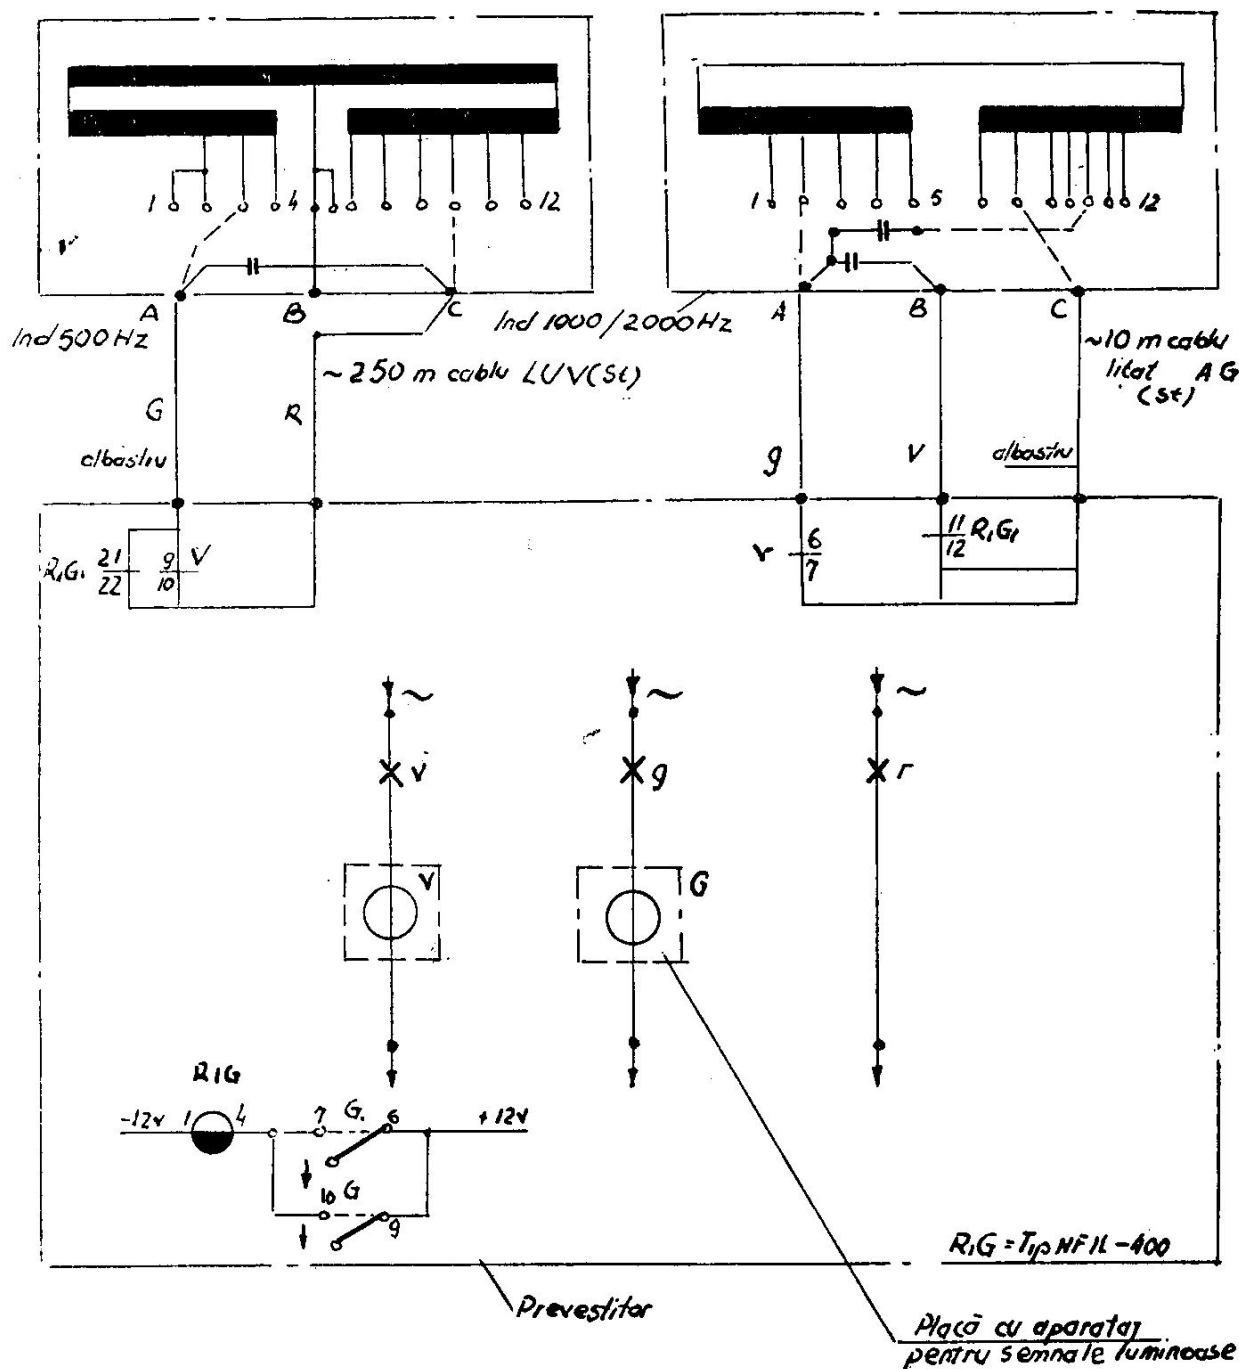 1 4 12
1 5 12
A B C
Ind 500 Hz
Ind 1000/2000 Hz
A B C
~ 250 m cablu LUV (St)
~10 m cablu
litat AG
(St)
G R
albastru
g V
albastru
R1G1 21 22
9 10 V
V 6 7
11 12 R1G1
~ ~ ~
V g r
V G
R1G
-12v 1 4 7 G. 6 +12v
10 G 9
R1G = Tip NF1L-400
Prevestitor
Placă cu aparataj
pentru semnale luminoase